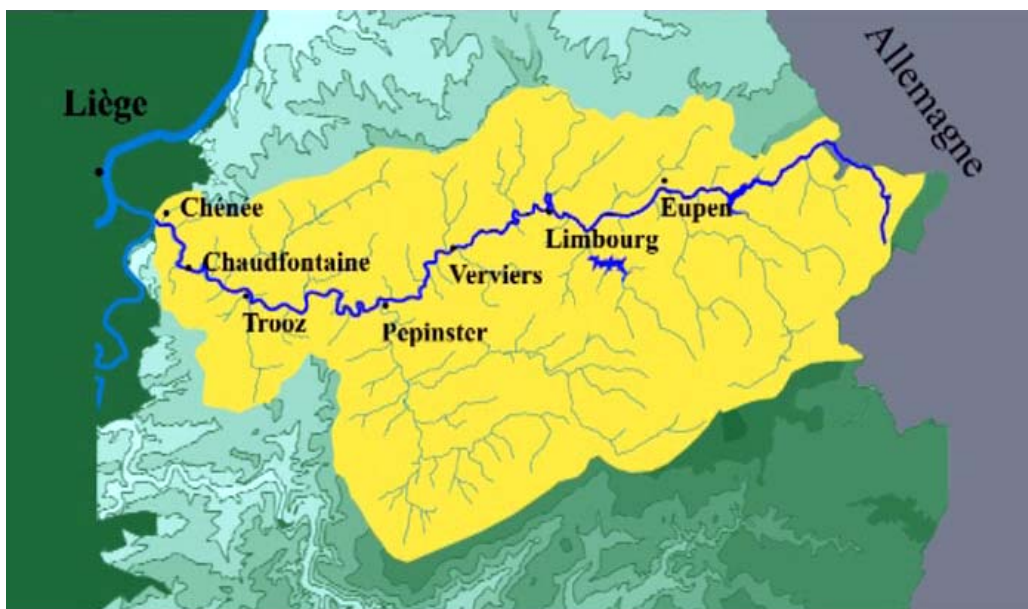 Allemagne
Liège
Chênée
Chaudfontaine
Trooz
Pepinster
Verviers
Limbourg
Eupen